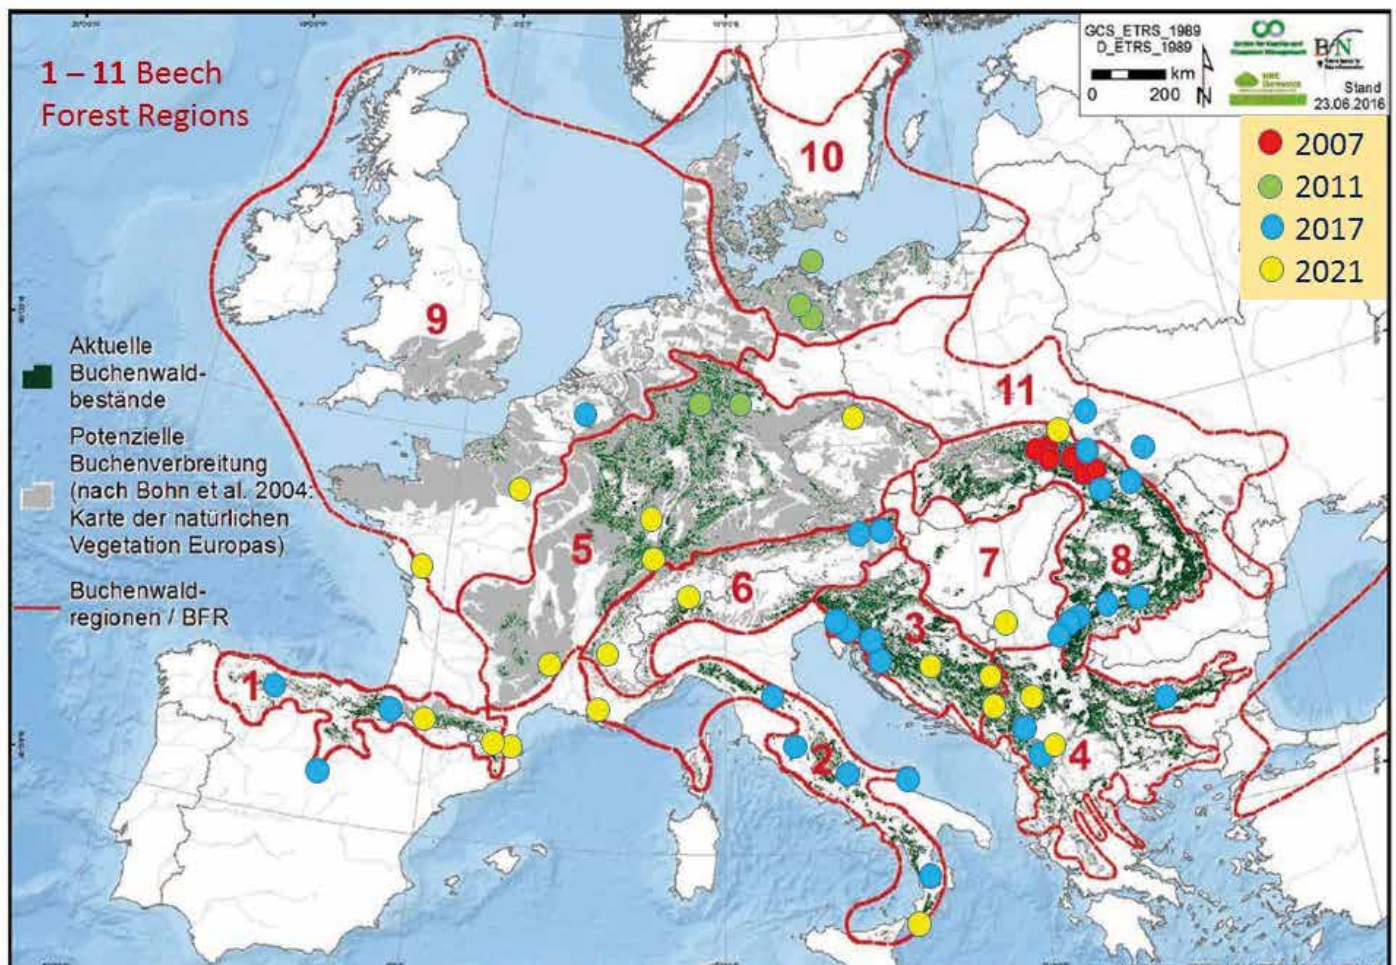 1 – 11 Beech
Forest Regions
GCS_ETRS_1989
D_ETRS_1989
km
0 200
N
BfN
Stand
23.06.2016
2007
2011
2017
2021
10
9
11
5
7
8
6
3
1
2
4
Aktuelle
Buchenwald-
bestände
Potenzielle
Buchenverbreitung
(nach Bohn et al. 2004:
Karte der natürlichen
Vegetation Europas)
Buchenwald-
regionen / BFR